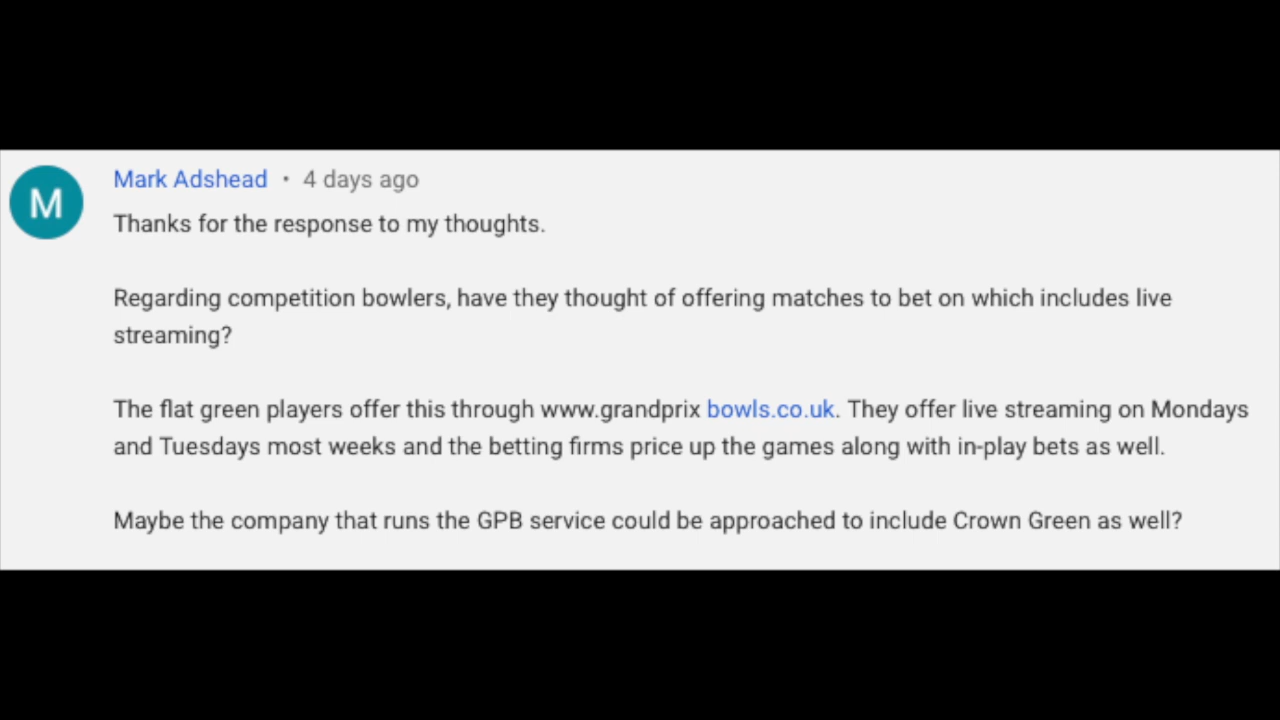 M
Mark Adshead • 4 days ago
Thanks for the response to my thoughts.
Regarding competition bowlers, have they thought of offering matches to bet on which includes live
streaming?
The flat green players offer this through www.grandprix bowls.co.uk. They offer live streaming on Mondays
and Tuesdays most weeks and the betting firms price up the games along with in-play bets as well.
Maybe the company that runs the GPB service could be approached to include Crown Green as well?